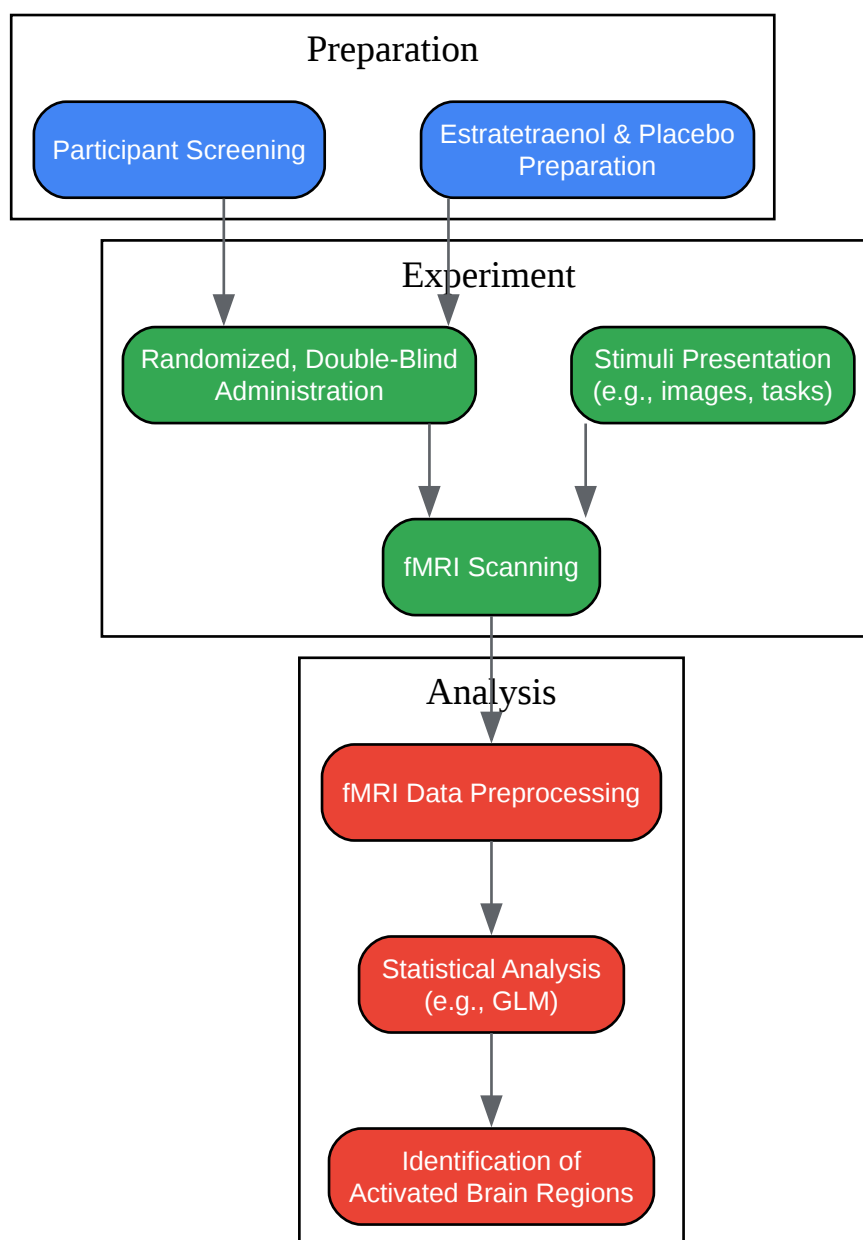 Preparation
Participant Screening
Estratetraenol & Placebo
Preparation
Experiment
Randomized, Double-Blind
Administration
Stimuli Presentation
(e.g., images, tasks)
fMRI Scanning
Analysis
fMRI Data Preprocessing
Statistical Analysis
(e.g., GLM)
Identification of
Activated Brain Regions